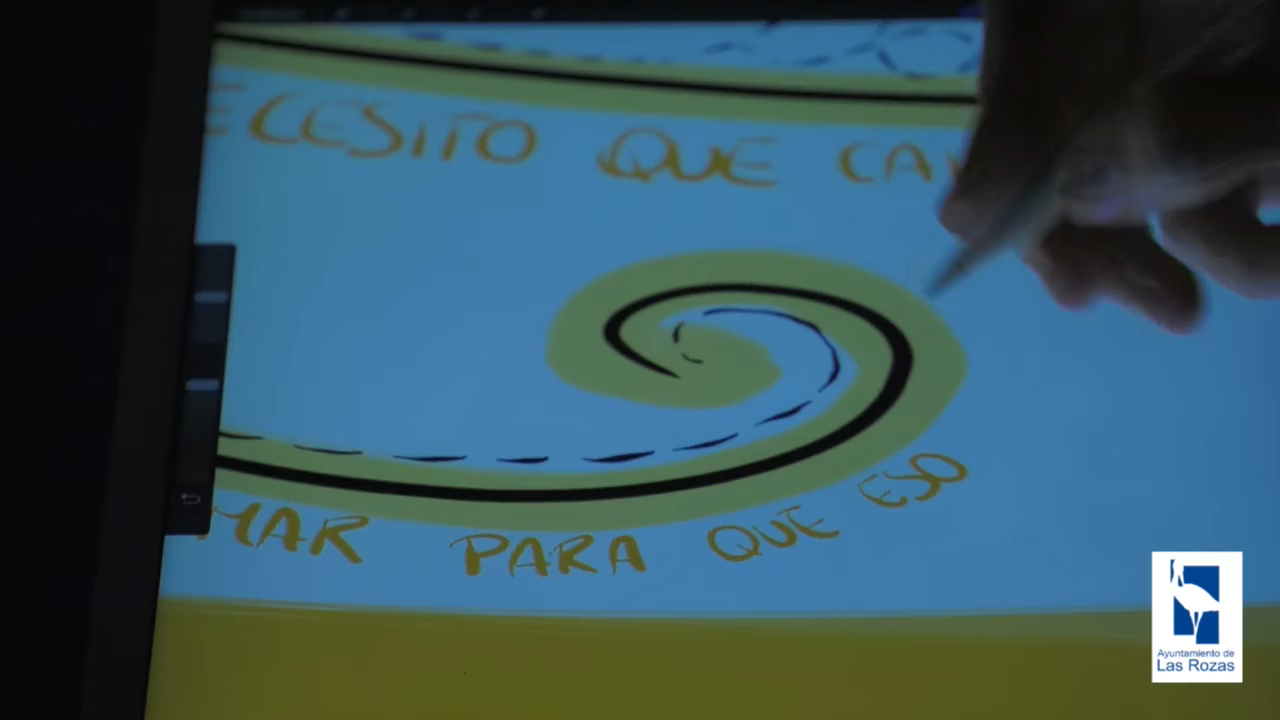 ECESITO QUE CA
MAR PARA QUE ESO
Ayuntamiento de
Las Rozas